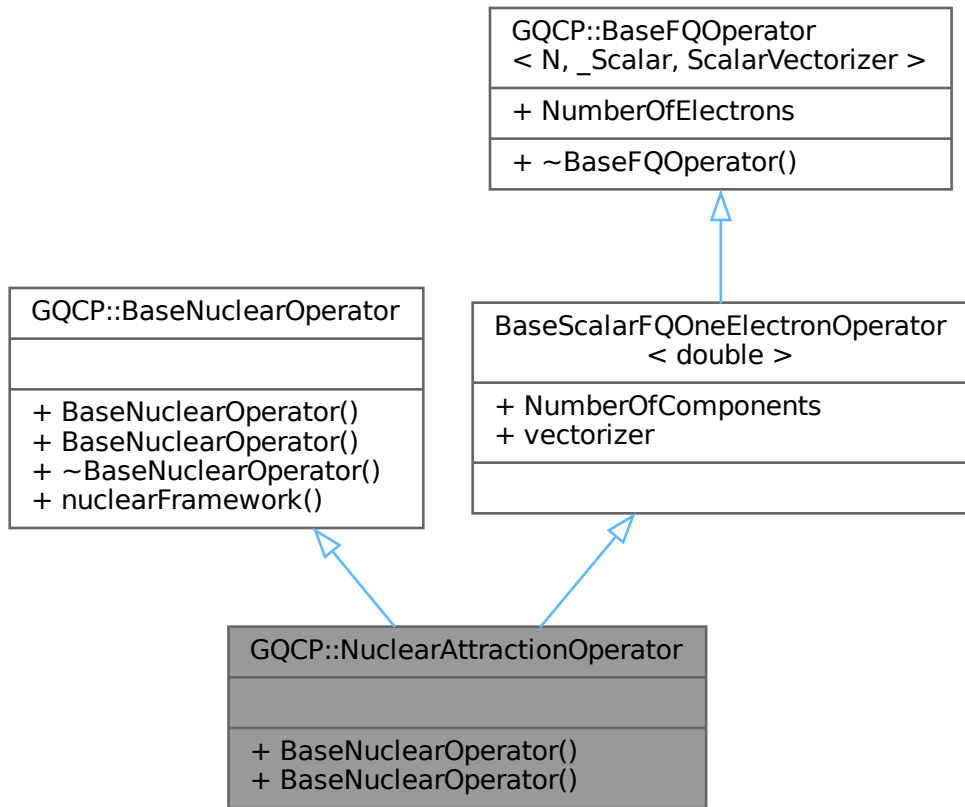 GQCP::BaseFQOperator
< N, _Scalar, ScalarVectorizer >
+ NumberOfElectrons
+ ~BaseFQOperator()
GQCP::BaseNuclearOperator
+ BaseNuclearOperator()
+ BaseNuclearOperator()
+ ~BaseNuclearOperator()
+ nuclearFramework()
BaseScalarFQOneElectronOperator
< double >
+ NumberOfComponents
+ vectorizer
GQCP::NuclearAttractionOperator
+ BaseNuclearOperator()
+ BaseNuclearOperator()